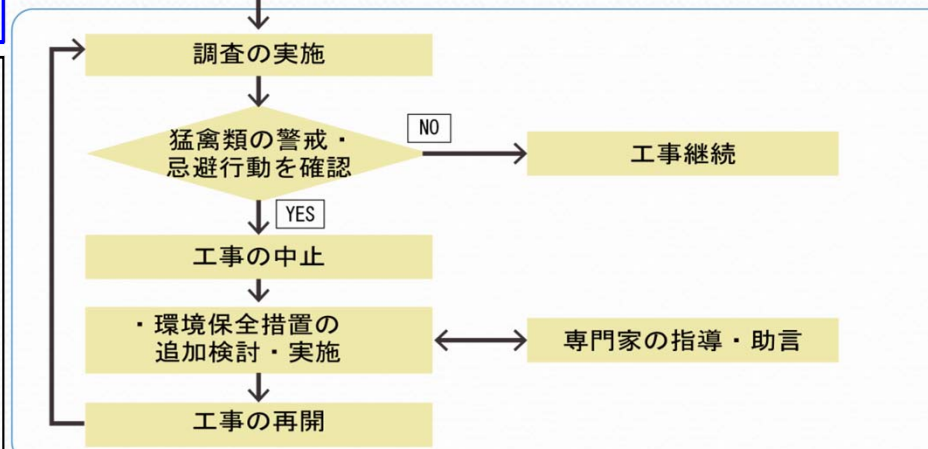 調査の実施
猛禽類の警戒・
忌避行動を確認
NO
工事継続
YES
工事の中止
・環境保全措置の
追加検討・実施
専門家の指導・助言
工事の再開